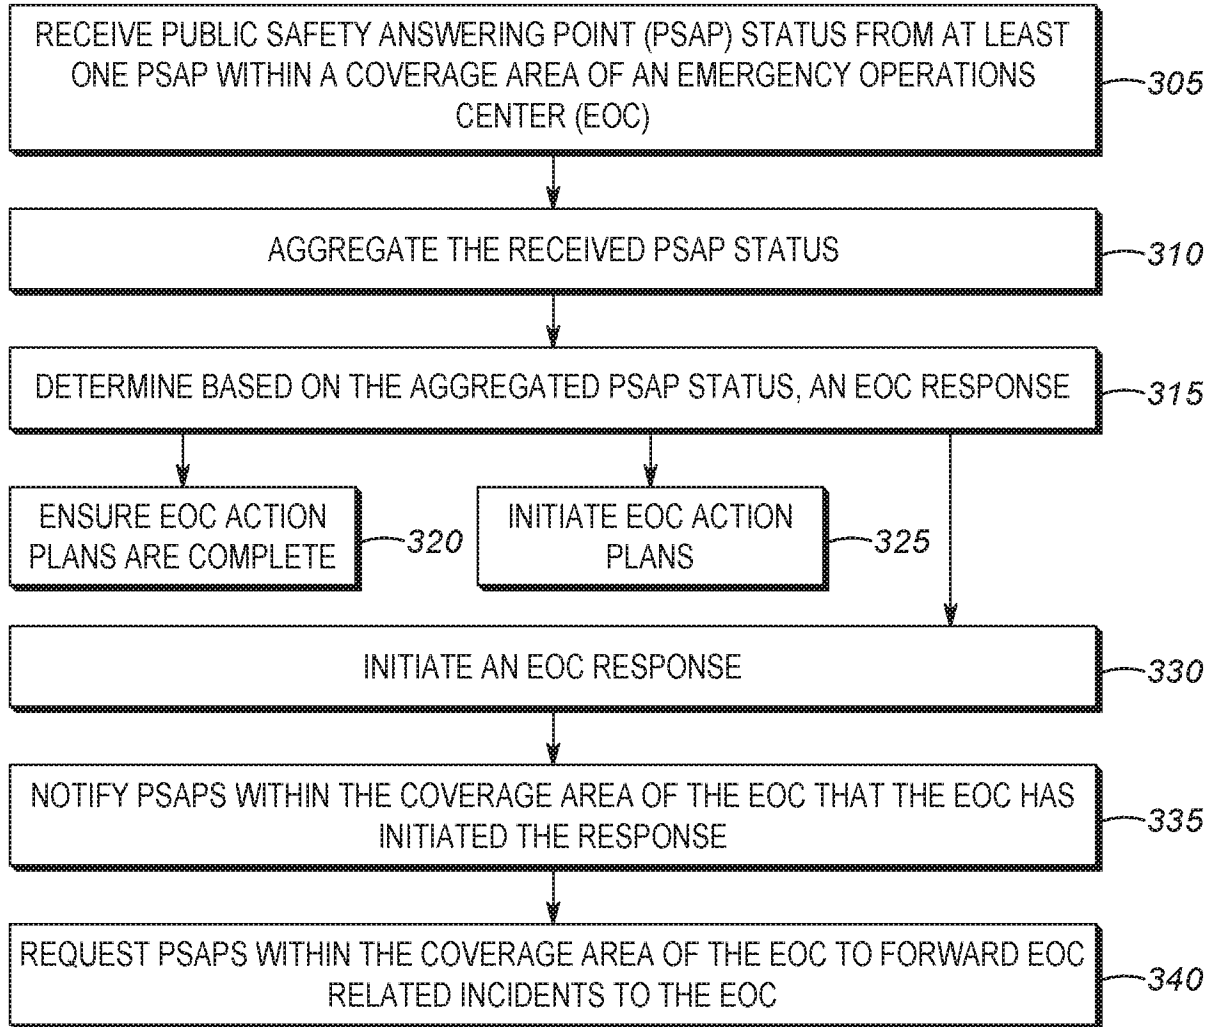 RECEIVE PUBLIC SAFETY ANSWERING POINT (PSAP) STATUS FROM AT LEAST
ONE PSAP WITHIN A COVERAGE AREA OF AN EMERGENCY OPERATIONS
CENTER (EOC)
305
AGGREGATE THE RECEIVED PSAP STATUS
310
DETERMINE BASED ON THE AGGREGATED PSAP STATUS, AN EOC RESPONSE
315
ENSURE EOC ACTION
PLANS ARE COMPLETE
320
INITIATE EOC ACTION
PLANS
325
INITIATE AN EOC RESPONSE
330
NOTIFY PSAPS WITHIN THE COVERAGE AREA OF THE EOC THAT THE EOC HAS
INITIATED THE RESPONSE
335
REQUEST PSAPS WITHIN THE COVERAGE AREA OF THE EOC TO FORWARD EOC
RELATED INCIDENTS TO THE EOC
340